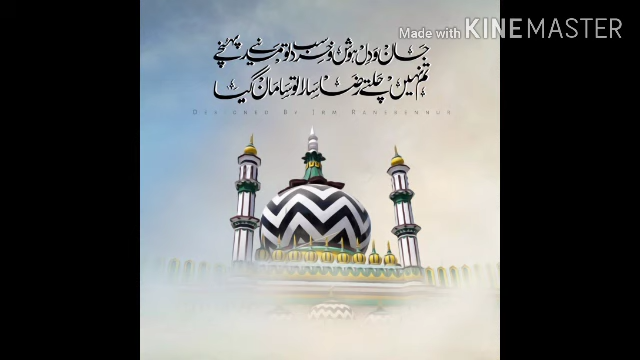 Made with KINEMASTER
جان و دل ہوش و خرد سب تو مدینے پہنچے
تم نہیں چلتے رضاؔ سارا تو سامان گیا